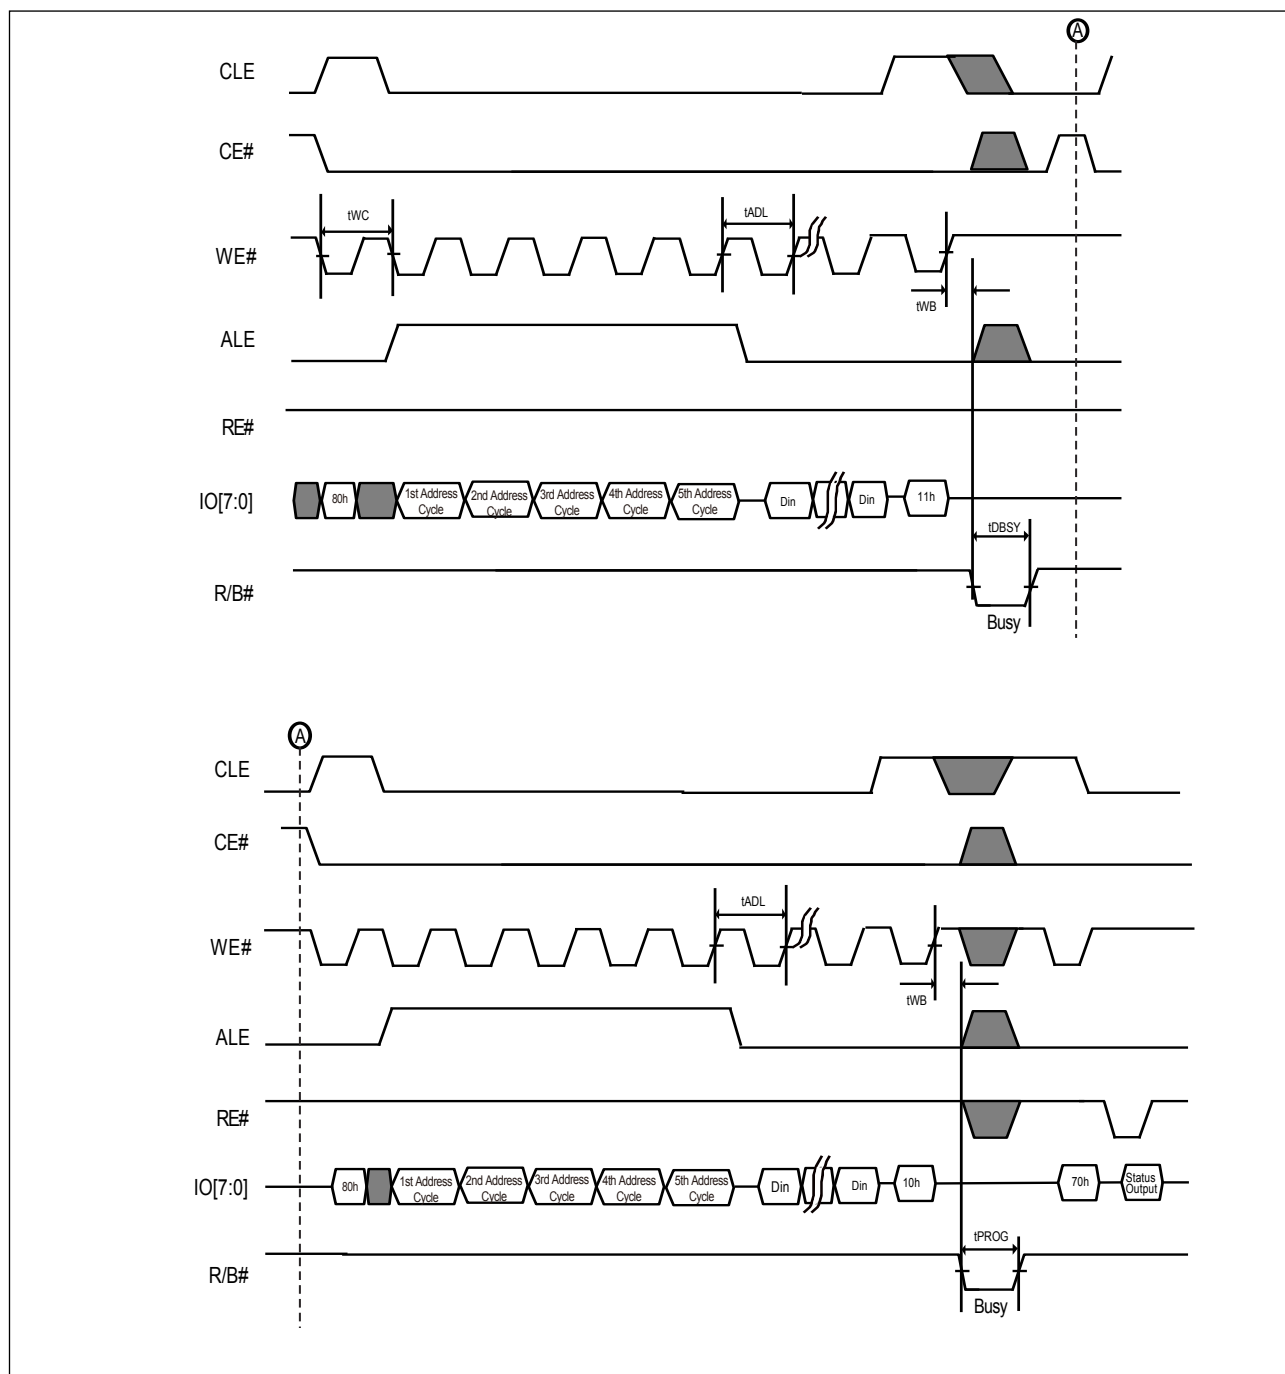 A
CLE
CE#
tWC
tADL
WE#
tWB
ALE
RE#
IO[7:0]
80h
1st Address
Cycle
2nd Address
Cycle
3rd Address
Cycle
4th Address
Cycle
5th Address
Cycle
Din
Din
11h
tDBSY
R/B#
Busy
A
CLE
CE#
tADL
WE#
tWB
ALE
RE#
IO[7:0]
80h
1st Address
Cycle
2nd Address
Cycle
3rd Address
Cycle
4th Address
Cycle
5th Address
Cycle
Din
Din
10h
70h
Status
Output
tPROG
R/B#
Busy